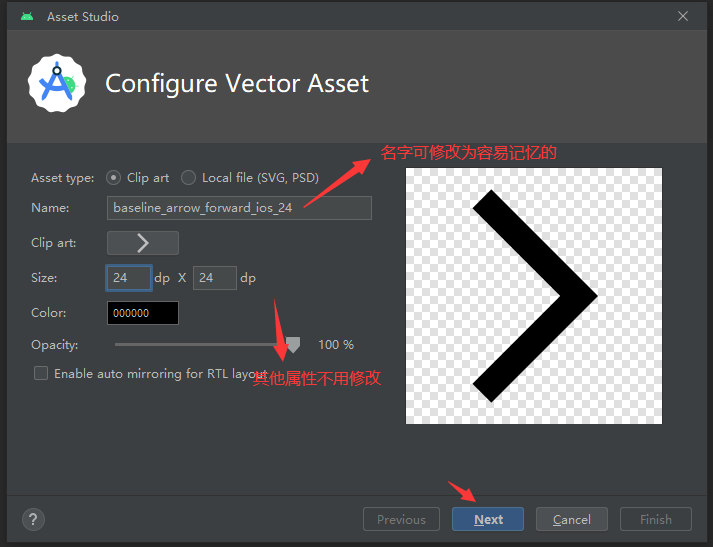 Asset Studio
Configure Vector Asset
名字可修改为容易记忆的
Asset type: Clip art Local file (SVG, PSD)
Name: baseline_arrow_forward_ios_24
Clip art:
Size: 24 dp X 24 dp
Color: 000000
Opacity: 100 %
Enable auto mirroring for RTL layout
其他属性不用修改
? Previous Next Cancel Finish